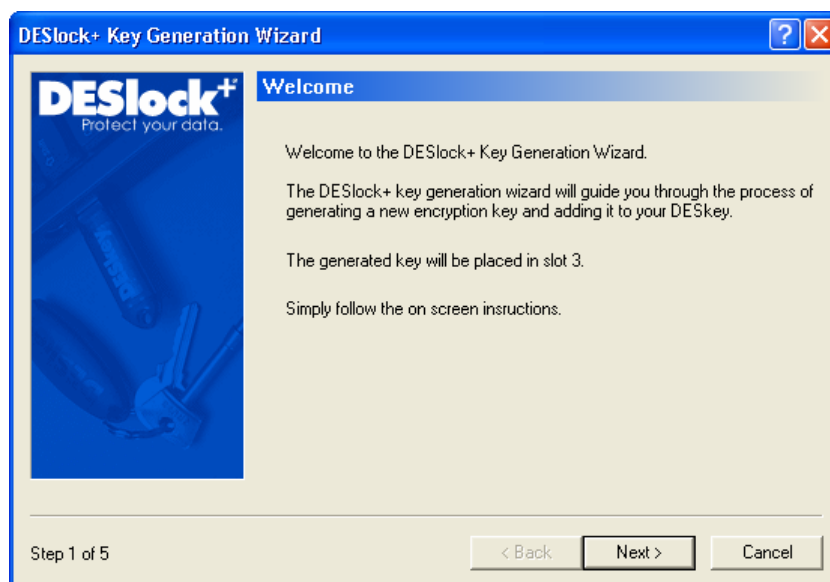 DESlock+ Key Generation Wizard
DESlock+
Protect your data.
Welcome
Welcome to the DESlock+ Key Generation Wizard.
The DESlock+ key generation wizard will guide you through the process of
generating a new encryption key and adding it to your DESkey.
The generated key will be placed in slot 3.
Simply follow the on screen insructions.
DESkey
Step 1 of 5
< Back
Next >
Cancel